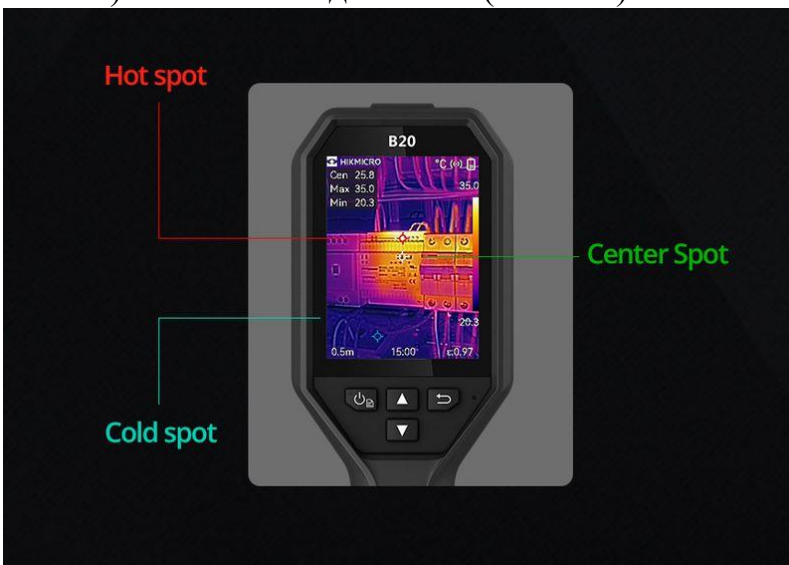 Hot spot
B20
HIKMICRO
°C
Cen 25.8
Max 35.0
Min 20.3
35.0
Center Spot
20.3
0.5m 15:00 ε:0.97
Cold spot